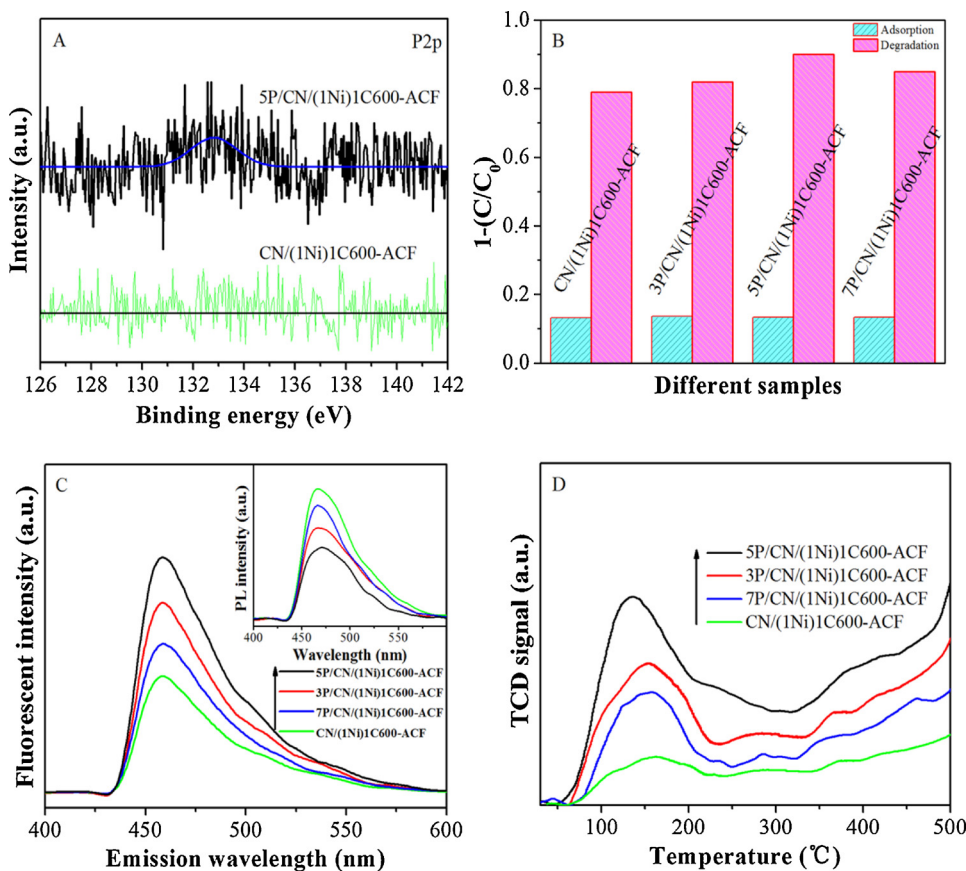 A
P2p
5P/CN/(1Ni)1C600-ACF
CN/(1Ni)1C600-ACF
Intensity (a.u.)
126 128 130 132 134 136 138 140 142
Binding energy (eV)
B
Adsorption
Degradation
1.0
0.8
0.6
0.4
0.2
0.0
1-(C/C0)
CN/(1Ni)1C600-ACF
3P/CN/(1Ni)1C600-ACF
5P/CN/(1Ni)1C600-ACF
7P/CN/(1Ni)1C600-ACF
Different samples
C
Fluorescent intensity (a.u.)
PL intensity (a.u.)
400 450 500 550
Wavelength (nm)
5P/CN/(1Ni)1C600-ACF
3P/CN/(1Ni)1C600-ACF
7P/CN/(1Ni)1C600-ACF
CN/(1Ni)1C600-ACF
400 450 500 550 600
Emission wavelength (nm)
D
TCD signal (a.u.)
5P/CN/(1Ni)1C600-ACF
3P/CN/(1Ni)1C600-ACF
7P/CN/(1Ni)1C600-ACF
CN/(1Ni)1C600-ACF
100 200 300 400 500
Temperature (℃)